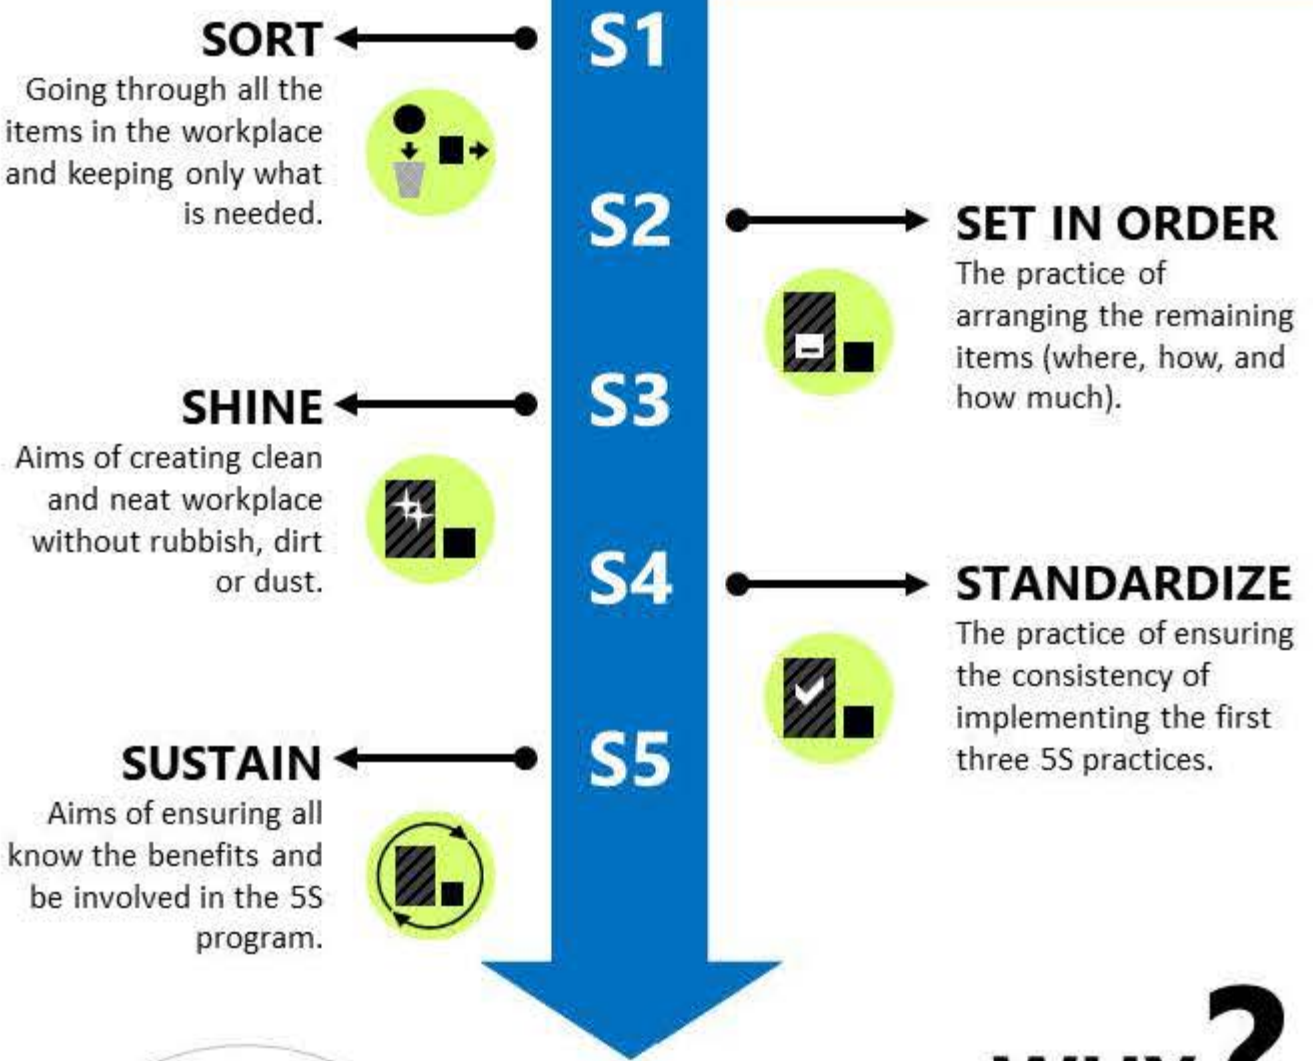 S1
SORT
Going through all the
items in the workplace
and keeping only what
is needed.
S2
SET IN ORDER
The practice of
arranging the remaining
items (where, how, and
how much).
S3
SHINE
Aims of creating clean
and neat workplace
without rubbish, dirt
or dust.
S4
STANDARDIZE
The practice of ensuring
the consistency of
implementing the first
three 5S practices.
S5
SUSTAIN
Aims of ensuring all
know the benefits and
be involved in the 5S
program.
WHY?